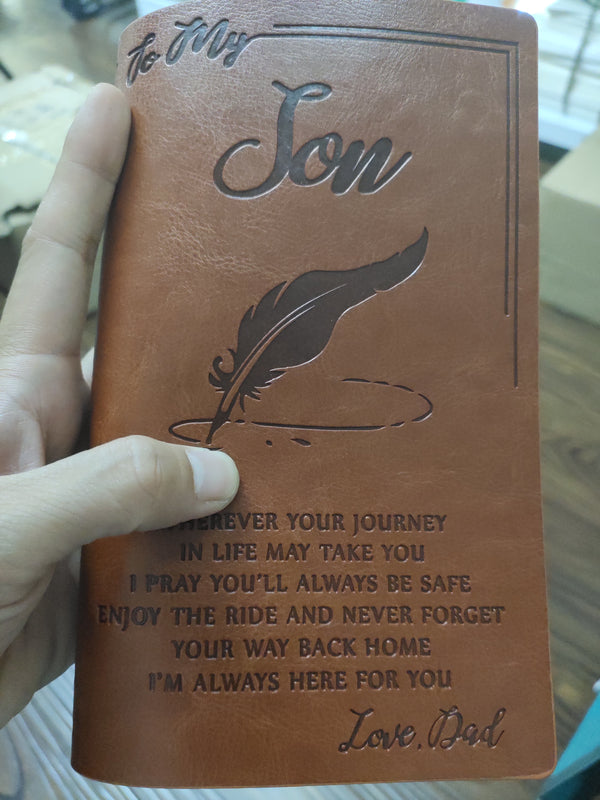 To My
Son
WHEREVER YOUR JOURNEY
IN LIFE MAY TAKE YOU
I PRAY YOU'LL ALWAYS BE SAFE
ENJOY THE RIDE AND NEVER FORGET
YOUR WAY BACK HOME
I'M ALWAYS HERE FOR YOU
Love, Dad